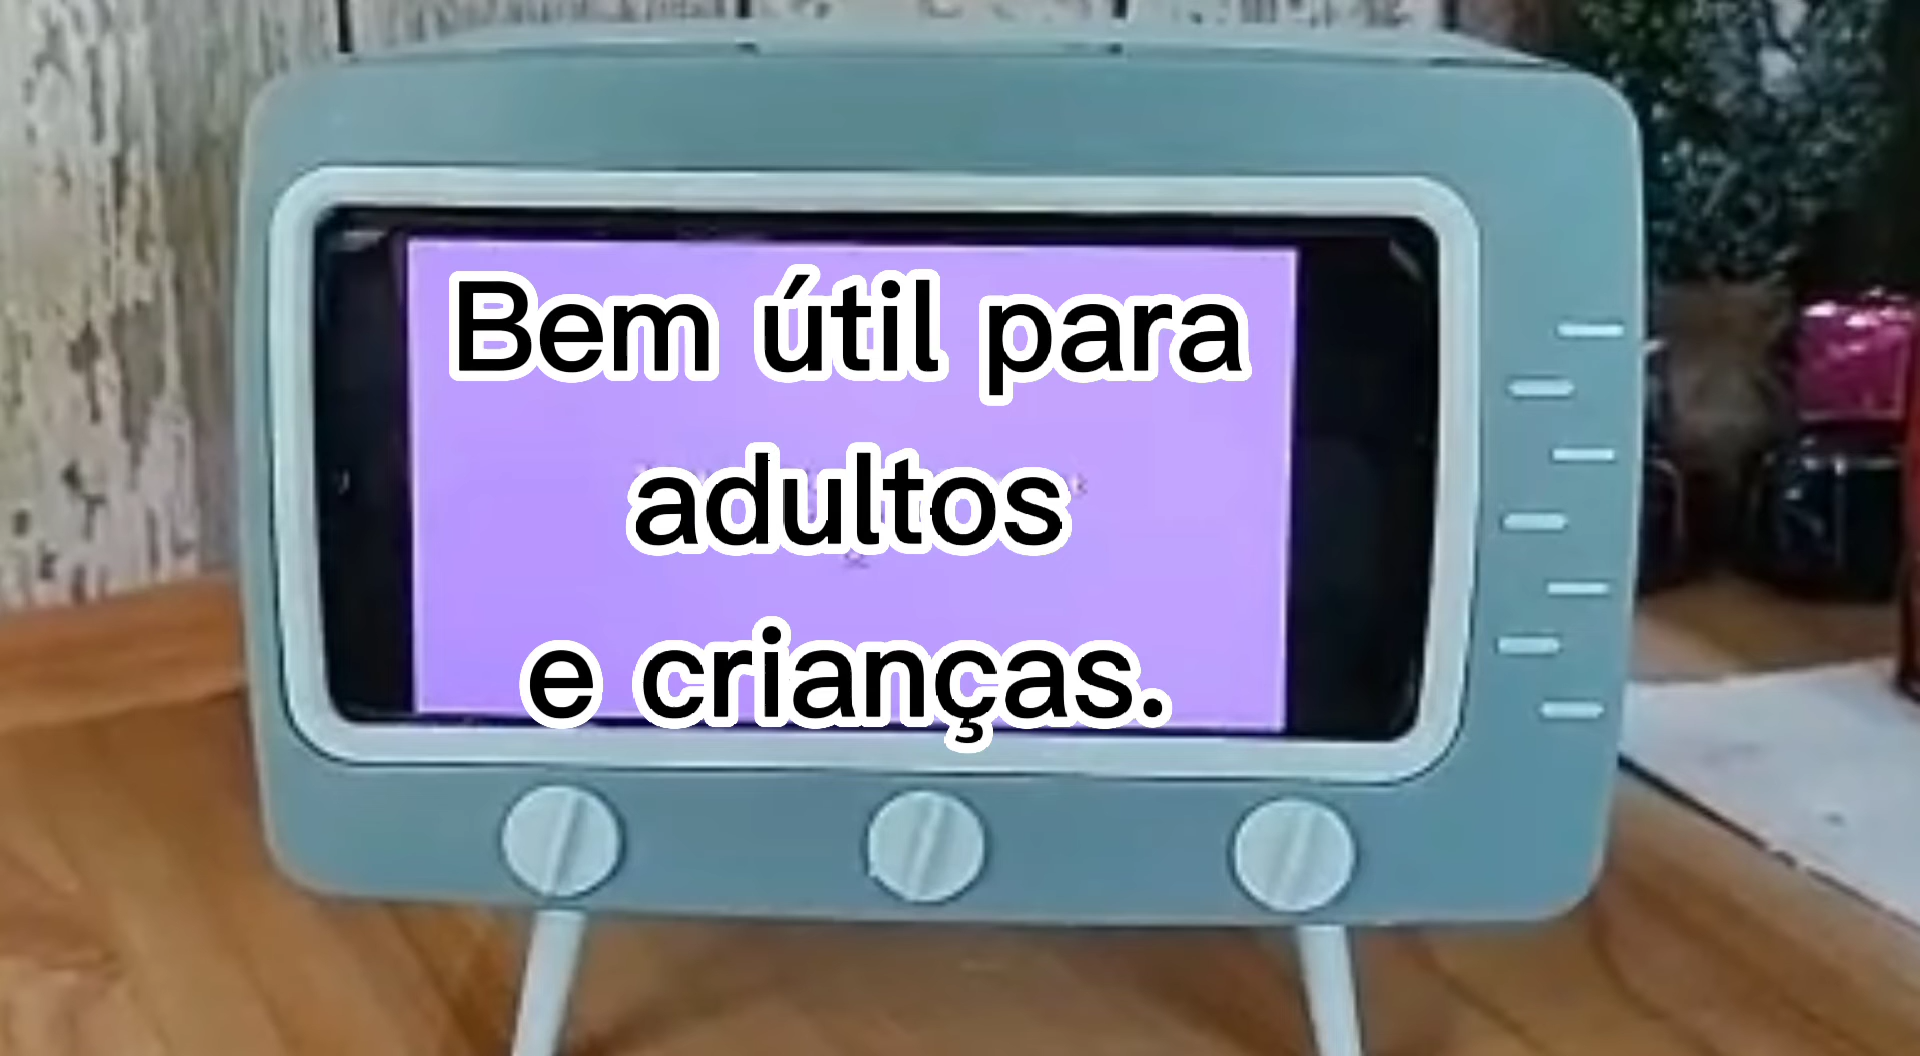 Bem útil para
adultos
e crianças.